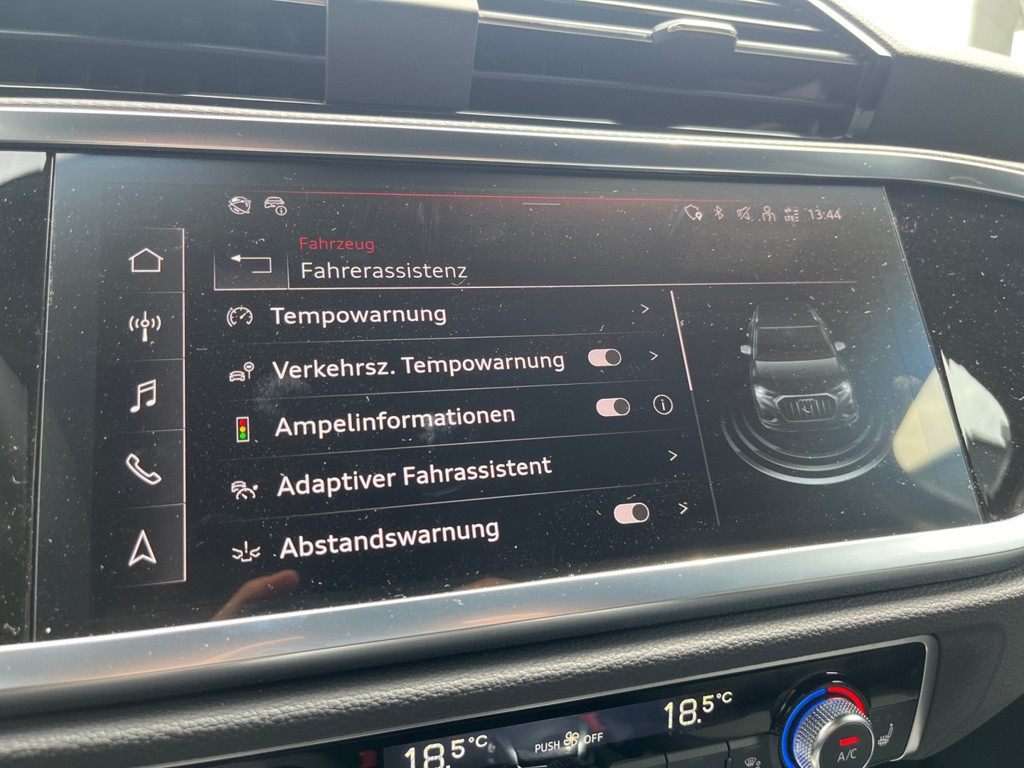 13:44
Fahrzeug
Fahrerassistenz
Tempowarnung
Verkehrsz. Tempowarnung
Ampelinformationen
Adaptiver Fahrassistent
Abstandswarnung
18.5°C
PUSH OFF
18.5°C
A/C